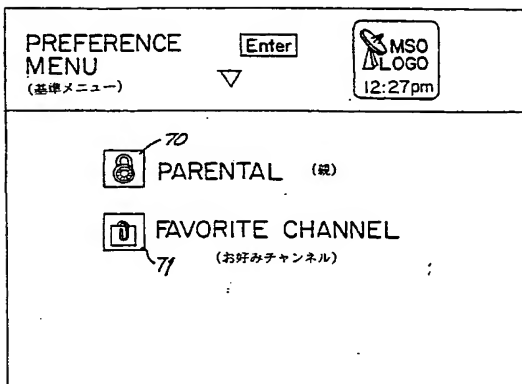 PREFERENCE
MENU
(基準メニュー)
Enter
MSO
LOGO
12:27pm
70
PARENTAL (親)
FAVORITE CHANNEL
71
(お好みチャンネル)